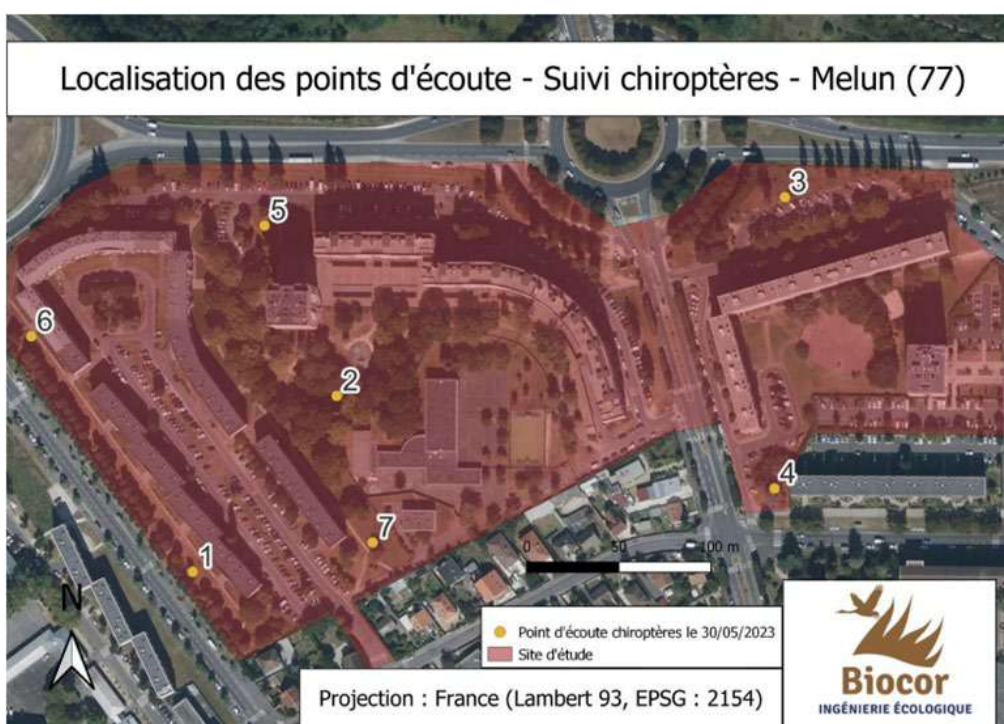 Localisation des points d'écoute - Suivi chiroptères - Melun (77)
3
5
6
2
4
7
1
0 50 100 m
N
Point d'écoute chiroptères le 30/05/2023
Site d'étude
Projection : France (Lambert 93, EPSG : 2154)
Biocor
INGÉNIERIE ÉCOLOGIQUE